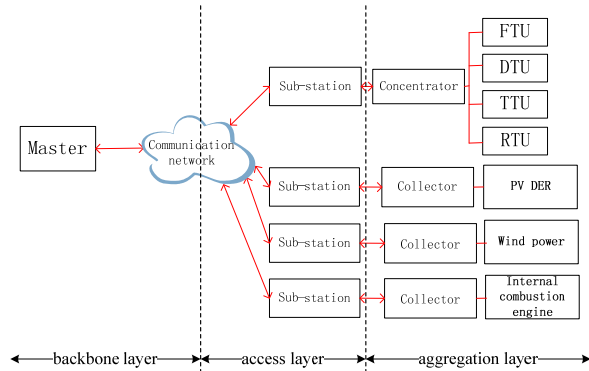 FTU
DTU
TTU
RTU
Sub-station
Concentrator
Master
Communication
network
Sub-station
Collector
PV DER
Sub-station
Collector
Wind power
Sub-station
Collector
Internal
combustion
engine
backbone layer
access layer
aggregation layer